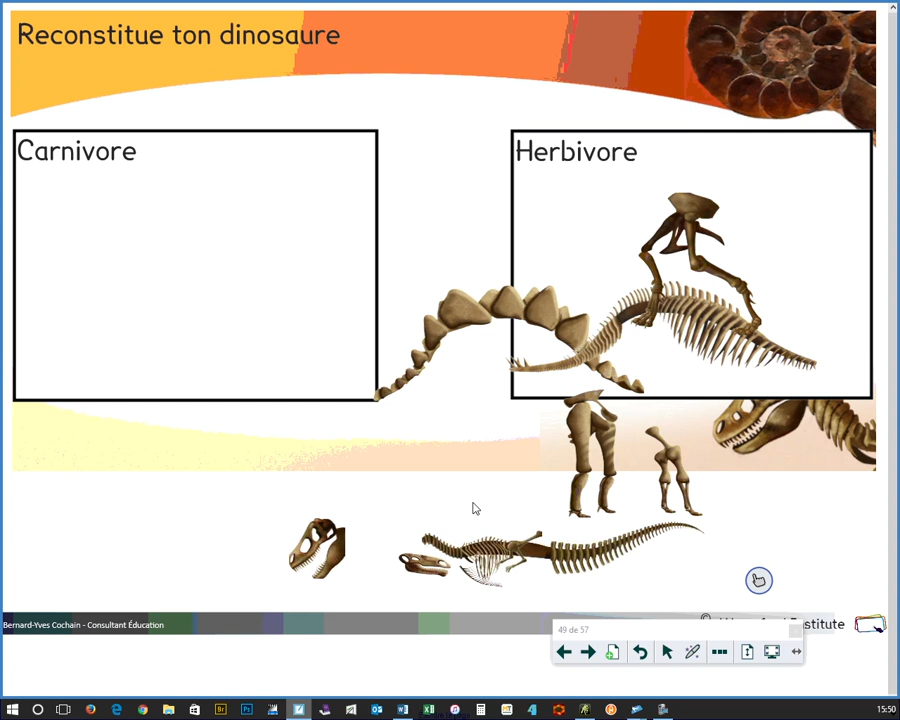 Reconstitue ton dinosaure
Carnivore
Herbivore
Bernard-Yves Cochain - Consultant Éducation
49 de 57
15:50